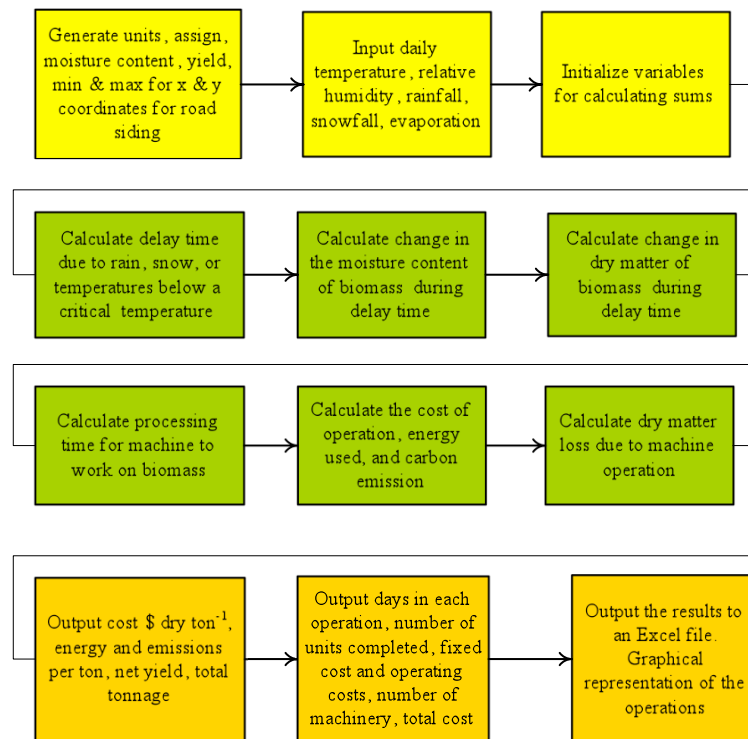 Generate units, assign,
moisture content, yield,
min & max for x & y
coordinates for road
siding
Input daily
temperature, relative
humidity, rainfall,
snowfall, evaporation
Initialize variables
for calculating sums
Calculate delay time
due to rain, snow, or
temperatures below a
critical temperature
Calculate change in
the moisture content
of biomass during
delay time
Calculate change in
dry matter of
biomass during
delay time
Calculate processing
time for machine to
work on biomass
Calculate the cost of
operation, energy
used, and carbon
emission
Calculate dry matter
loss due to machine
operation
Output cost $ dry ton⁻¹,
energy and emissions
per ton, net yield, total
tonnage
Output days in each
operation, number of
units completed, fixed
cost and operating
costs, number of
machinery, total cost
Output the results to
an Excel file.
Graphical
representation of the
operations